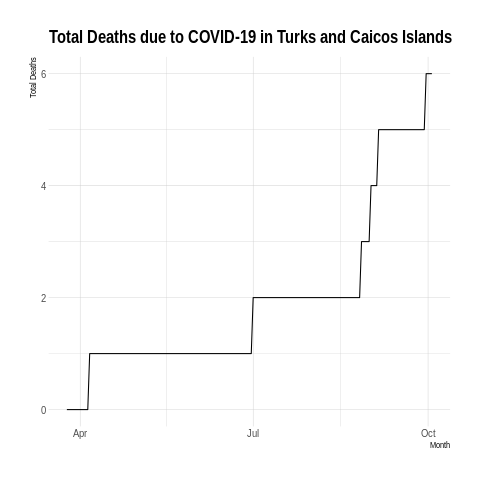 Total Deaths due to COVID-19 in Turks and Caicos Islands
Total Deaths
6
4
2
0
Apr
Jul
Oct
Month